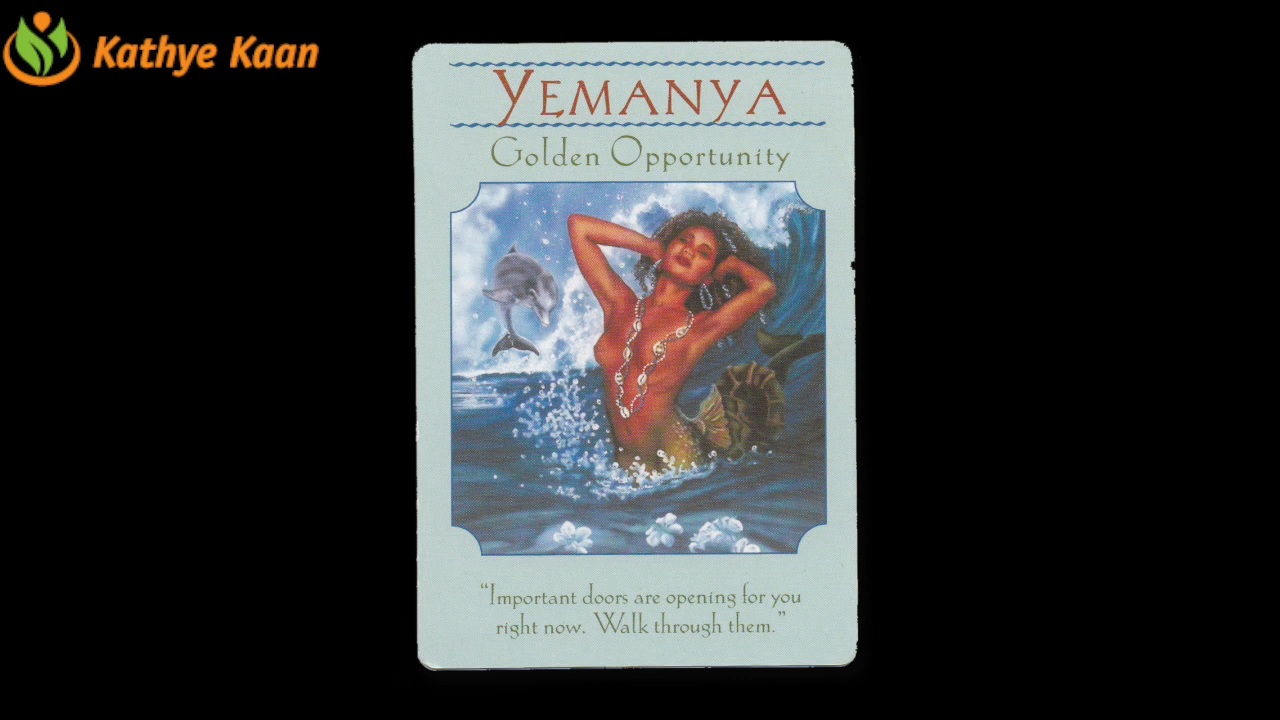 Kathye Kaan
YEMANYA
Golden Opportunity
“Important doors are opening for you
right now. Walk through them.”